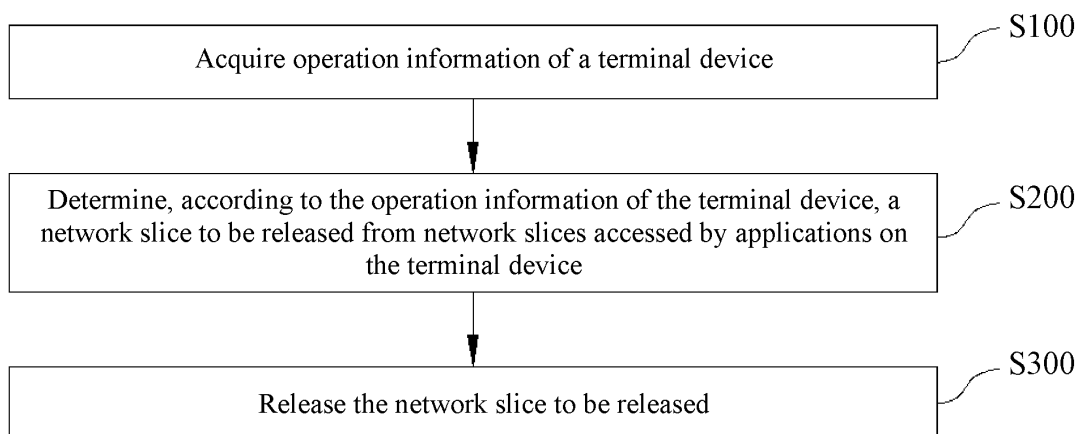 S100
Acquire operation information of a terminal device
S200
Determine, according to the operation information of the terminal device, a
network slice to be released from network slices accessed by applications on
the terminal device
S300
Release the network slice to be released